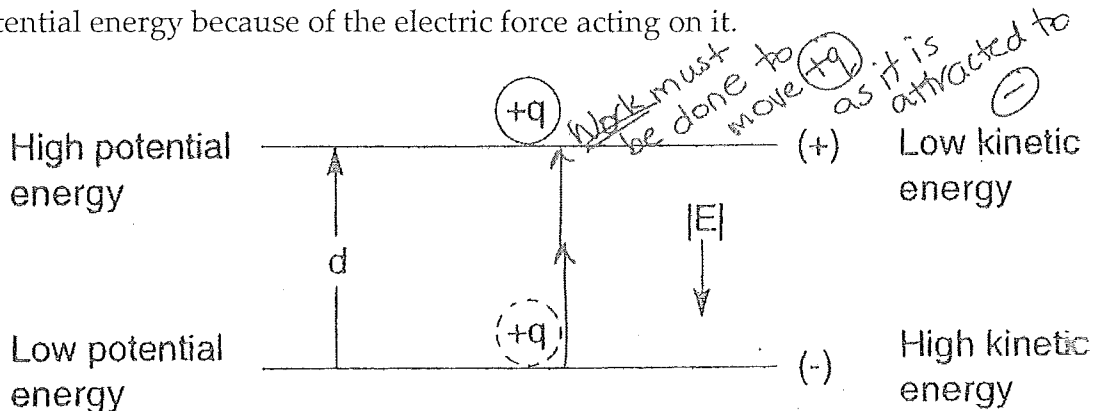 tential energy because of the electric force acting on it.
Work must
be done to
move +q
as it is
attracted to
-
+q
High potential
energy
(+)
Low kinetic
energy
|E|
d
+q
Low potential
energy
(-)
High kinetic
energy